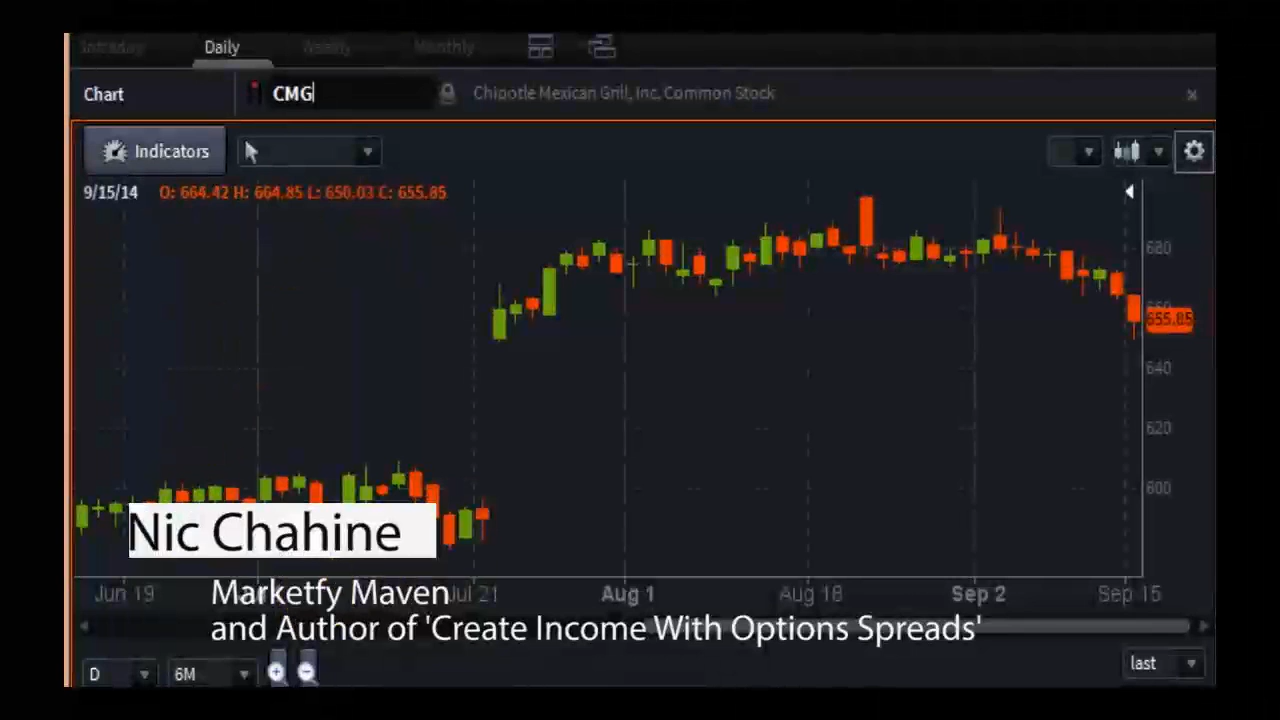 Intraday Daily Weekly Monthly
Chart CMG Chipotle Mexican Grill, Inc. Common Stock
Indicators
9/15/14 O: 664.42 H: 664.85 L: 650.03 C: 655.85
680
660
655.85
640
620
600
Nic Chahine
Jun 19 Jul 21 Aug 1 Aug 18 Sep 2 Sep 15
Marketfy Maven
and Author of 'Create Income With Options Spreads'
D 6M last